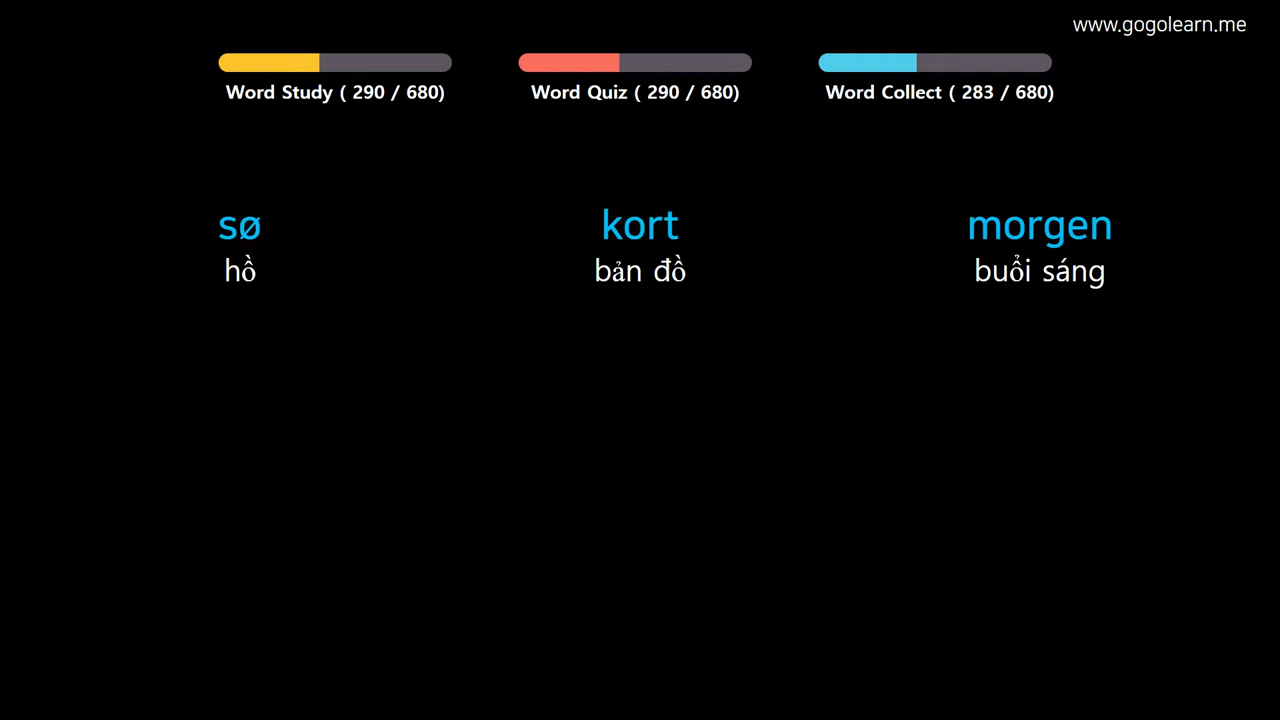 www.gogolearn.me
Word Study ( 290 / 680)
Word Quiz ( 290 / 680)
Word Collect ( 283 / 680)
sø
hồ
kort
bản đồ
morgen
buổi sáng